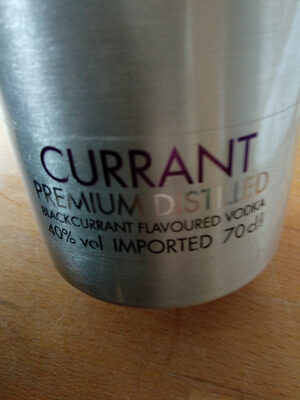 CURRANT
PREMIUM DISTILLED
BLACKCURRANT FLAVOURED VODKA
40% vol IMPORTED 70cl℮